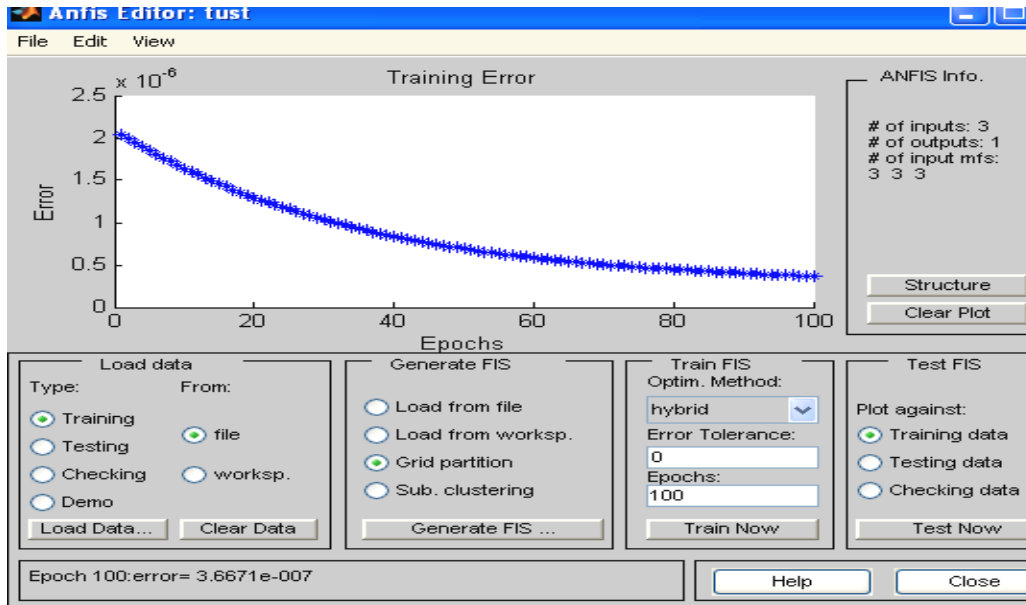 Anfis Editor: tust
File Edit View
x 10-6
Training Error
2.5
2
1.5
1
0.5
0
Error
0 20 40 60 80 100
Epochs
ANFIS Info.
# of inputs: 3
# of outputs: 1
# of input mfs:
3 3 3
Structure
Clear Plot
Load data
Type: From:
Training
Testing
Checking
Demo
file
worksp.
Load Data... Clear Data
Generate FIS
Load from file
Load from worksp.
Grid partition
Sub. clustering
Generate FIS ...
Train FIS
Optim. Method:
hybrid
Error Tolerance:
0
Epochs:
100
Train Now
Test FIS
Plot against:
Training data
Testing data
Checking data
Test Now
Epoch 100:error= 3.6671e-007
Help Close